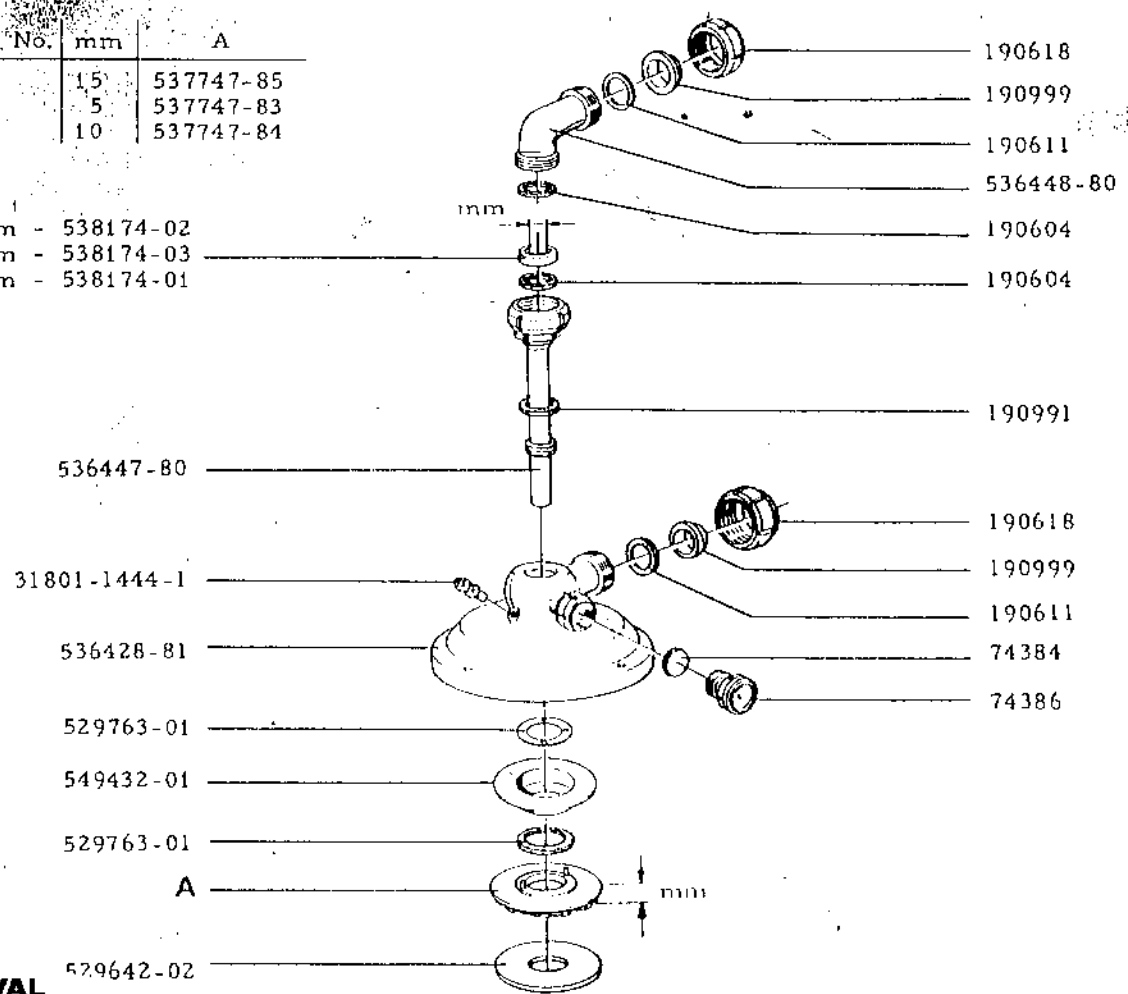 No. mm A
15 537747-85
5 537747-83
10 537747-84
m - 538174-02
m - 538174-03
m - 538174-01
mm
190618
190999
190611
536448-80
190604
190604
190991
536447-80
190618
31801-1444-1
190999
190611
536428-81
74384
74386
529763-01
549432-01
529763-01
A
mm
529642-02
VAL